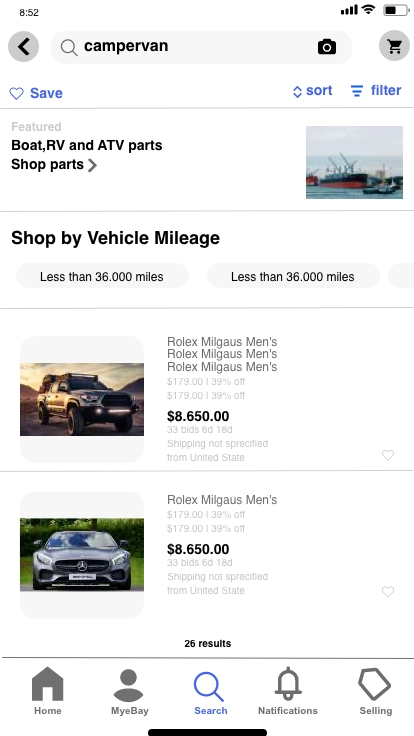 8:52
campervan
Save
sort
filter
Featured
Boat,RV and ATV parts
Shop parts
Shop by Vehicle Mileage
Less than 36.000 miles
Less than 36.000 miles
Rolex Milgaus Men's
Rolex Milgaus Men's
Rolex Milgaus Men's
$179.00 I 39% off
$179.00 I 39% off
$8.650.00
33 bids 6d 18d
Shipping not sprecified
from United State
Rolex Milgaus Men's
$179.00 I 39% off
$179.00 I 39% off
$8.650.00
33 bids 6d 18d
Shipping not sprecified
from United State
26 results
Home
MyeBay
Search
Natifications
Selling